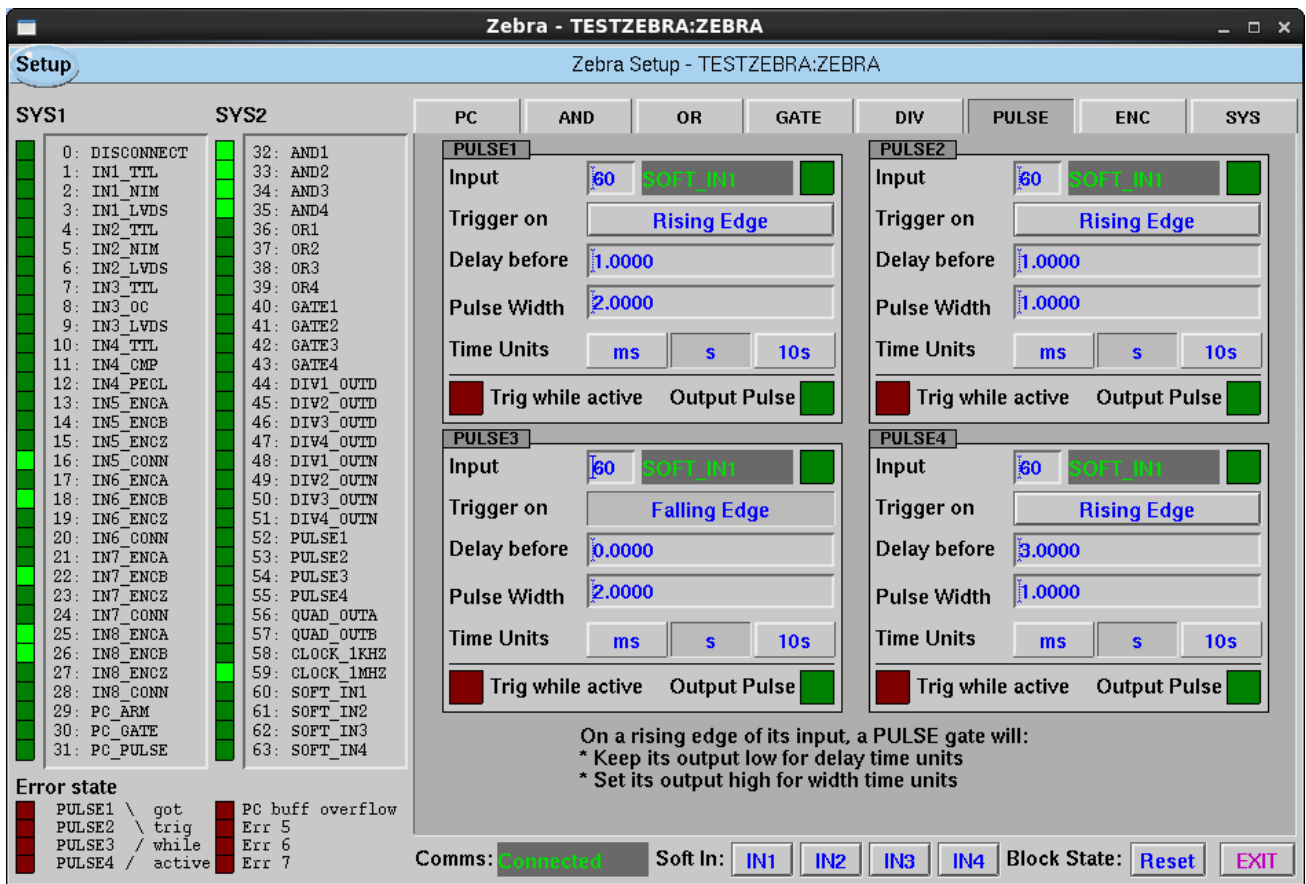 Zebra - TESTZEBRA:ZEBRA
Setup
Zebra Setup - TESTZEBRA:ZEBRA
SYS1
0: DISCONNECT
1: IN1_TTL
2: IN1_NIM
3: IN1_LVDS
4: IN2_TTL
5: IN2_NIM
6: IN2_LVDS
7: IN3_TTL
8: IN3_OC
9: IN3_LVDS
10: IN4_TTL
11: IN4_CMP
12: IN4_PECL
13: IN5_ENCA
14: IN5_ENCB
15: IN5_ENCZ
16: IN5_CONN
17: IN6_ENCA
18: IN6_ENCB
19: IN6_ENCZ
20: IN6_CONN
21: IN7_ENCA
22: IN7_ENCB
23: IN7_ENCZ
24: IN7_CONN
25: IN8_ENCA
26: IN8_ENCB
27: IN8_ENCZ
28: IN8_CONN
29: PC_ARM
30: PC_GATE
31: PC_PULSE
SYS2
32: AND1
33: AND2
34: AND3
35: AND4
36: OR1
37: OR2
38: OR3
39: OR4
40: GATE1
41: GATE2
42: GATE3
43: GATE4
44: DIV1_OUTD
45: DIV2_OUTD
46: DIV3_OUTD
47: DIV4_OUTD
48: DIV1_OUTN
49: DIV2_OUTN
50: DIV3_OUTN
51: DIV4_OUTN
52: PULSE1
53: PULSE2
54: PULSE3
55: PULSE4
56: QUAD_OUTA
57: QUAD_OUTB
58: CLOCK_1KHZ
59: CLOCK_1MHZ
60: SOFT_IN1
61: SOFT_IN2
62: SOFT_IN3
63: SOFT_IN4
Error state
PULSE1 \ got
PULSE2 \ trig
PULSE3 / while
PULSE4 / active
PC buff overflow
Err 5
Err 6
Err 7
PC AND OR GATE DIV PULSE ENC SYS
PULSE1
Input 60 SOFT_IN1
Trigger on Rising Edge
Delay before 1.0000
Pulse Width 2.0000
Time Units ms s 10s
Trig while active Output Pulse
PULSE2
Input 60 SOFT_IN1
Trigger on Rising Edge
Delay before 1.0000
Pulse Width 1.0000
Time Units ms s 10s
Trig while active Output Pulse
PULSE3
Input 60 SOFT_IN1
Trigger on Falling Edge
Delay before 0.0000
Pulse Width 2.0000
Time Units ms s 10s
Trig while active Output Pulse
PULSE4
Input 60 SOFT_IN1
Trigger on Rising Edge
Delay before 3.0000
Pulse Width 1.0000
Time Units ms s 10s
Trig while active Output Pulse
On a rising edge of its input, a PULSE gate will:
* Keep its output low for delay time units
* Set its output high for width time units
Comms: Connected Soft In: IN1 IN2 IN3 IN4 Block State: Reset EXIT